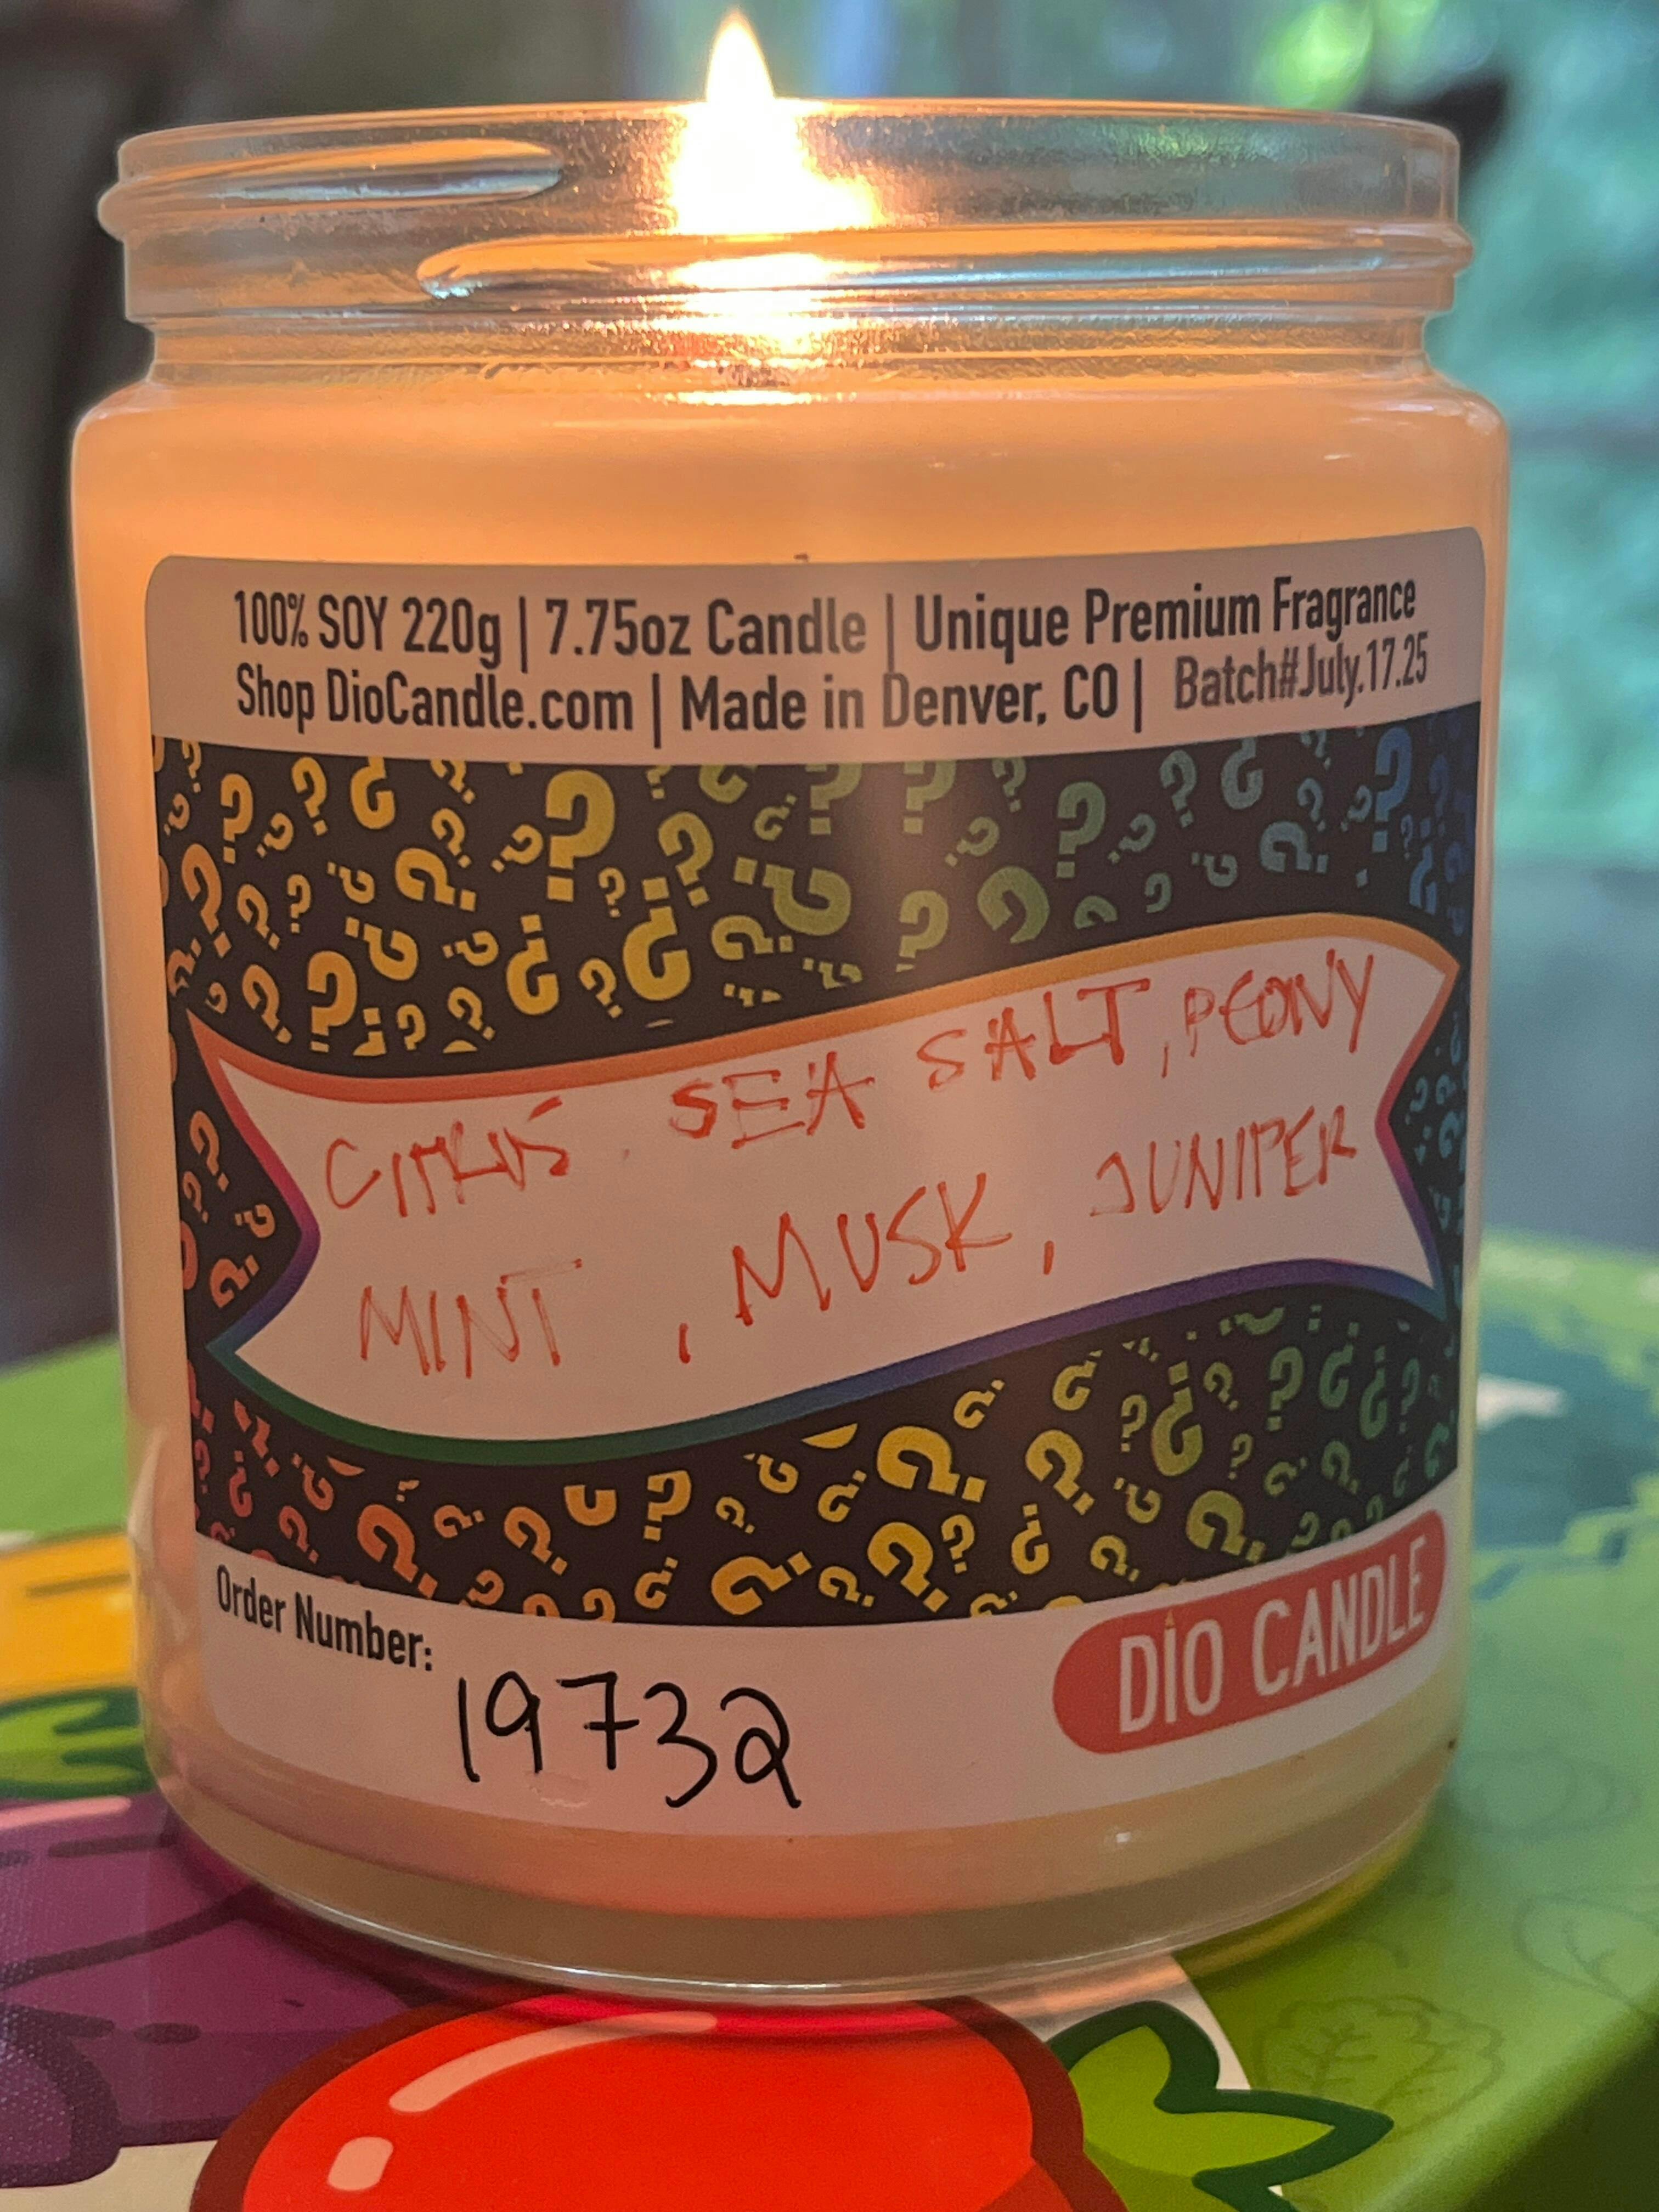 100% SOY 220g | 7.75oz Candle | Unique Premium Fragrance
Shop DioCandle.com | Made in Denver, CO | Batch#July.17.25
CITRUS, SEA SALT, PEONY
MINT, MUSK, JUNIPER
Order Number: 19732
DIO CANDLE